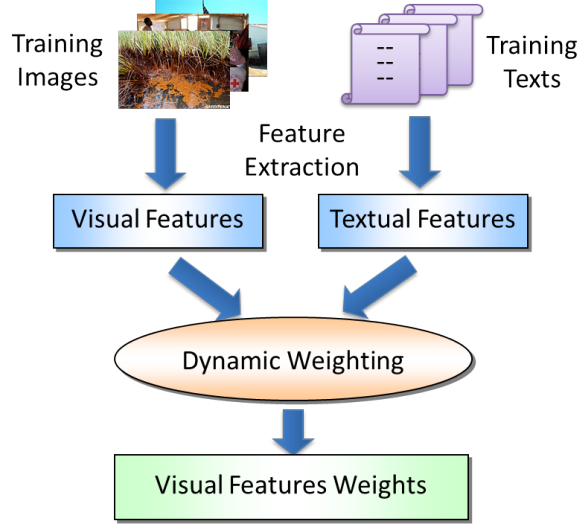 Training
Images
--
--
--
Training
Texts
Feature
Extraction
Visual Features
Textual Features
Dynamic Weighting
Visual Features Weights